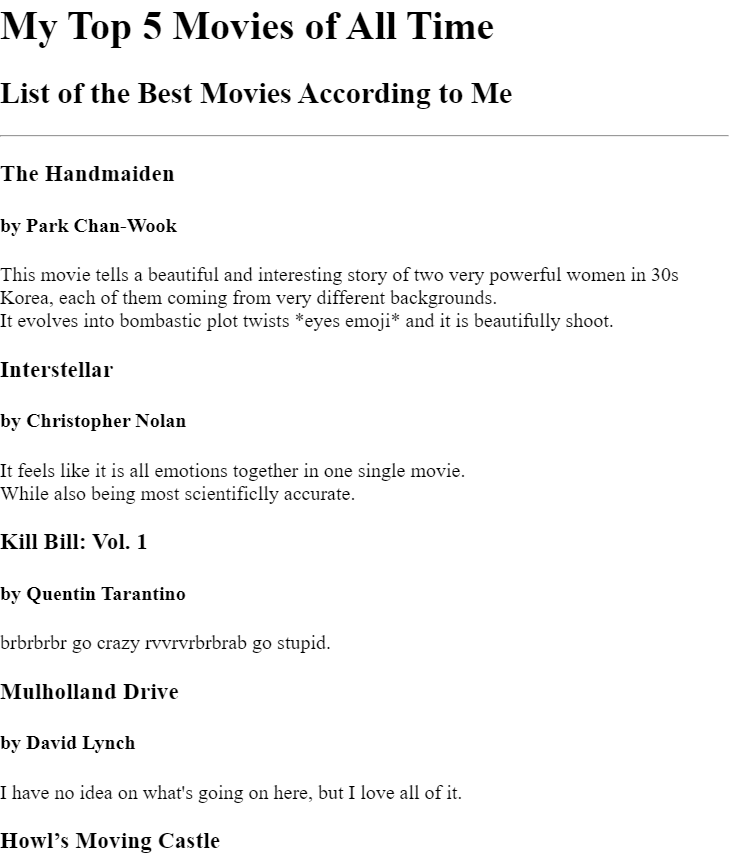 My Top 5 Movies of All Time
List of the Best Movies According to Me
The Handmaiden
by Park Chan-Wook
This movie tells a beautiful and interesting story of two very powerful women in 30s
Korea, each of them coming from very different backgrounds.
It evolves into bombastic plot twists *eyes emoji* and it is beautifully shoot.
Interstellar
by Christopher Nolan
It feels like it is all emotions together in one single movie.
While also being most scientificlly accurate.
Kill Bill: Vol. 1
by Quentin Tarantino
brbrbrbr go crazy rvvrvrbrbrab go stupid.
Mulholland Drive
by David Lynch
I have no idea on what's going on here, but I love all of it.
Howl’s Moving Castle